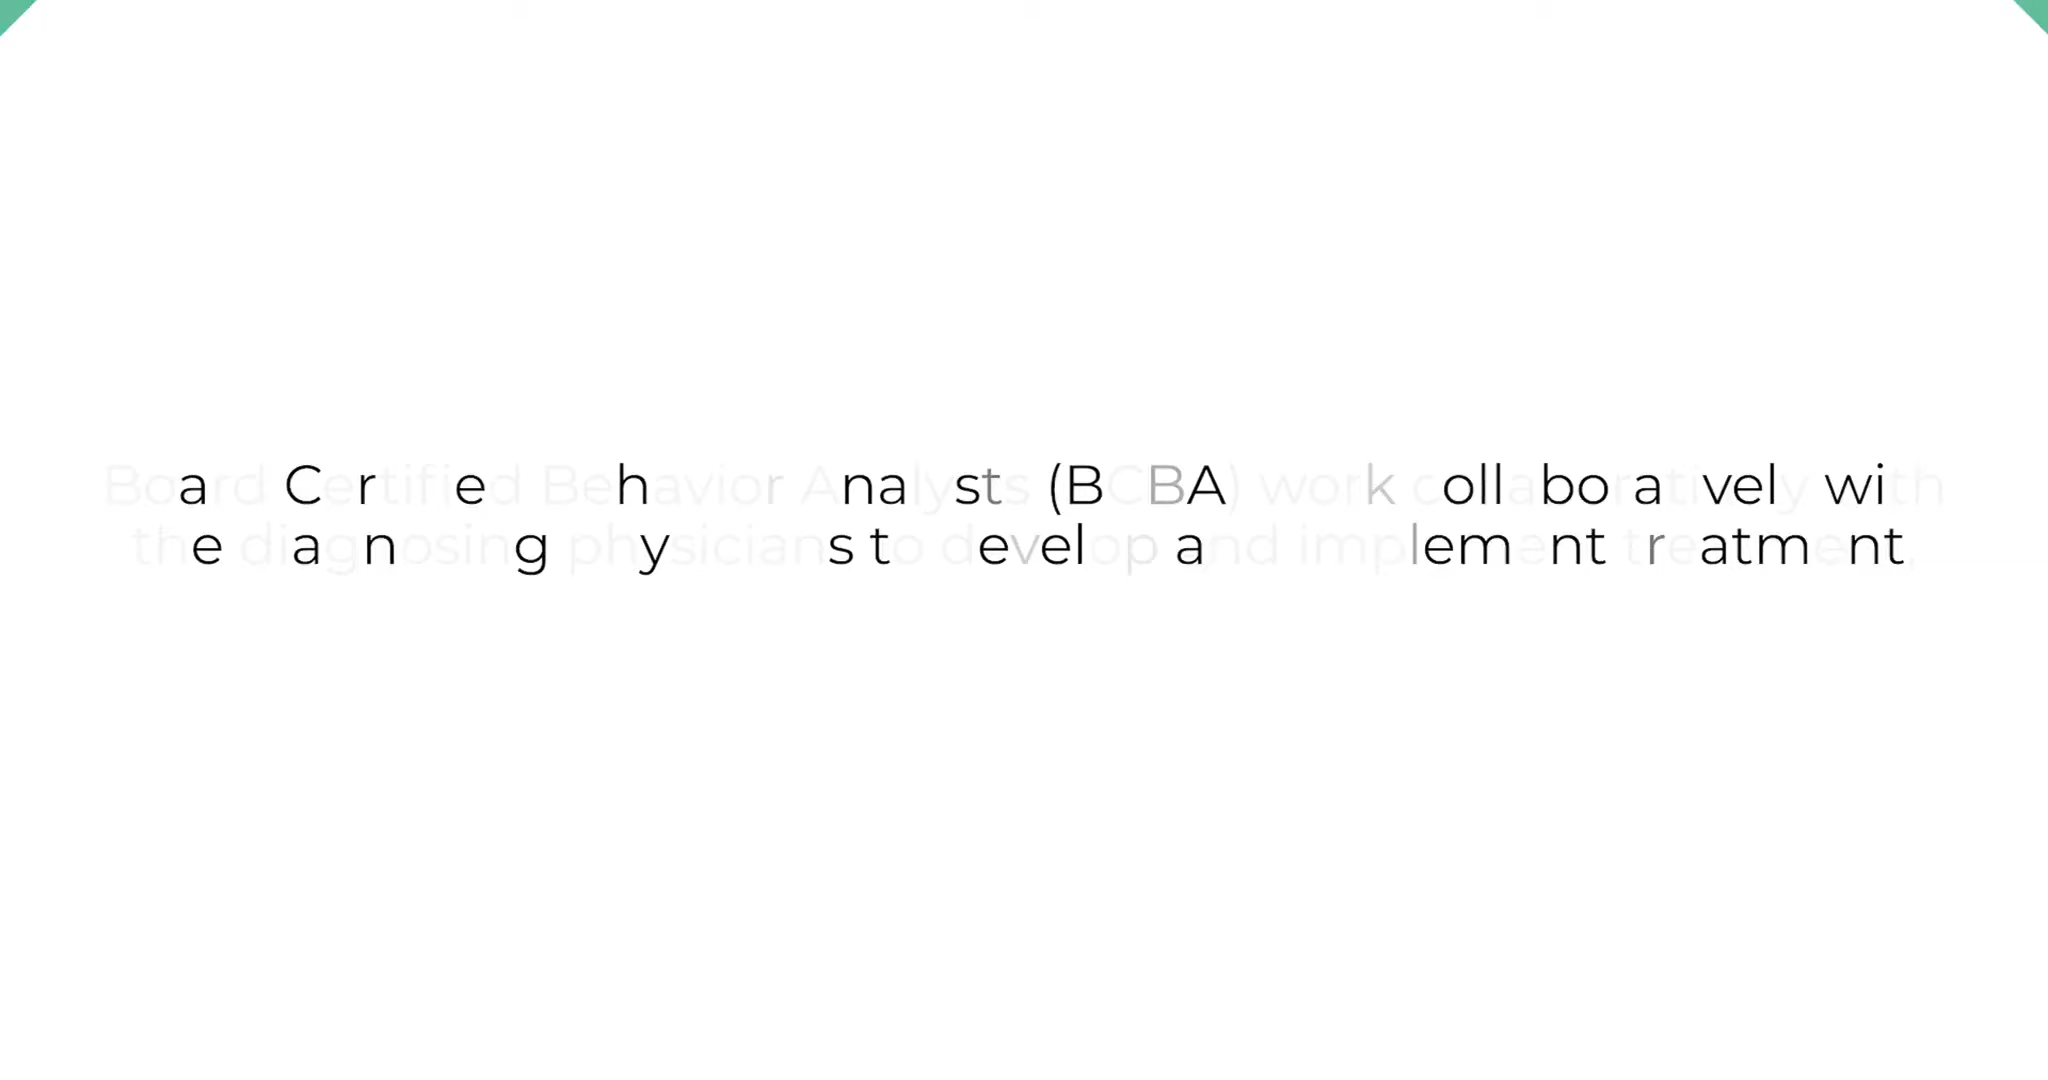 Board Certified Behavior Analysts (BCBA) work collaboratively with
the diagnosing physicians to develop and implement treatment.